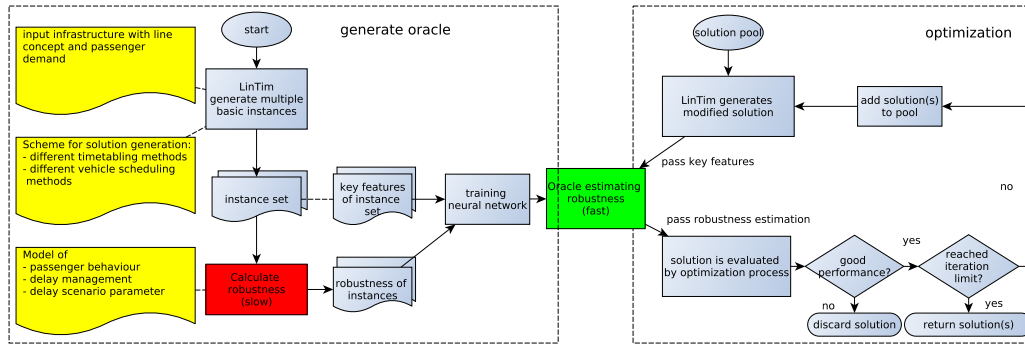 generate oracle
input infrastructure with line
concept and passenger
demand
start
LinTim
generate multiple
basic instances
Scheme for solution generation:
- different timetabling methods
- different vehicle scheduling
methods
instance set
key features
of instance
set
training
neural network
Model of
- passenger behaviour
- delay management
- delay scenario parameter
Calculate
robustness
(slow)
robustness of
instances
Oracle estimating
robustness
(fast)
optimization
solution pool
LinTim generates
modified solution
add solution(s)
to pool
pass key features
no
pass robustness estimation
solution is evaluated
by optimization process
good
performance?
yes
reached
iteration
limit?
no
yes
discard solution
return solution(s)